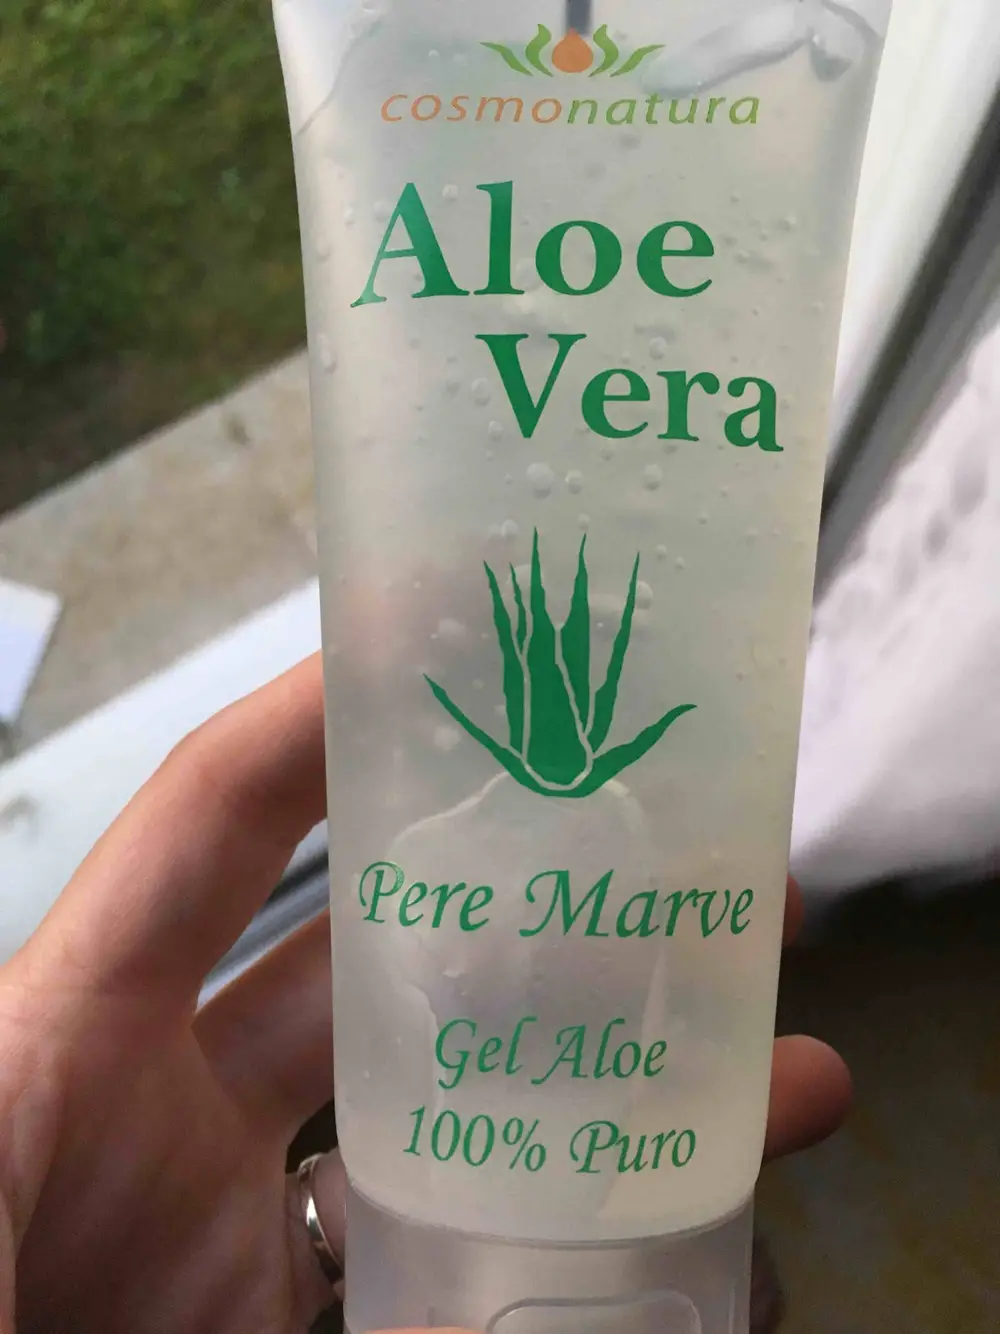 cosmonatura
Aloe
Vera
Pere Marve
Gel Aloe
100% Puro